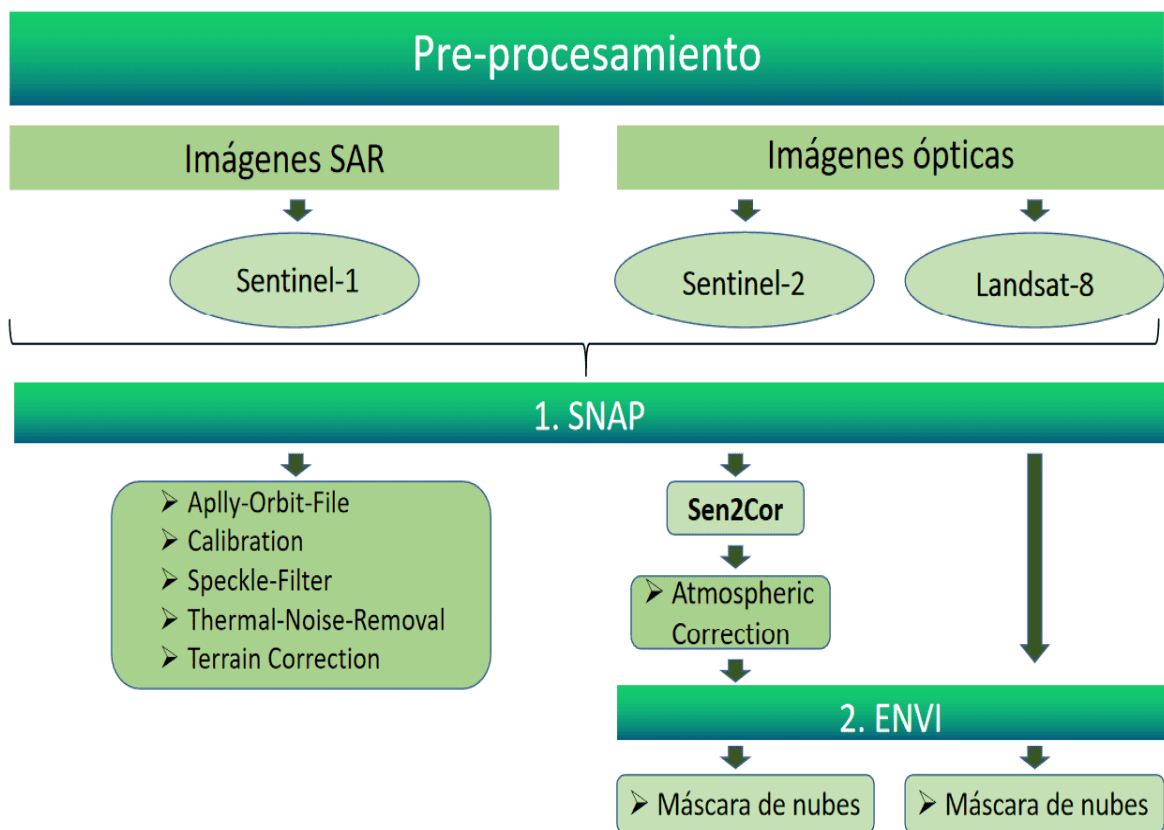 Pre-procesamiento
Imágenes SAR
Imágenes ópticas
Sentinel-1
Sentinel-2
Landsat-8
1. SNAP
➢ Aplly-Orbit-File
➢ Calibration
➢ Speckle-Filter
➢ Thermal-Noise-Removal
➢ Terrain Correction
Sen2Cor
➢ Atmospheric
Correction
2. ENVI
➢ Máscara de nubes
➢ Máscara de nubes